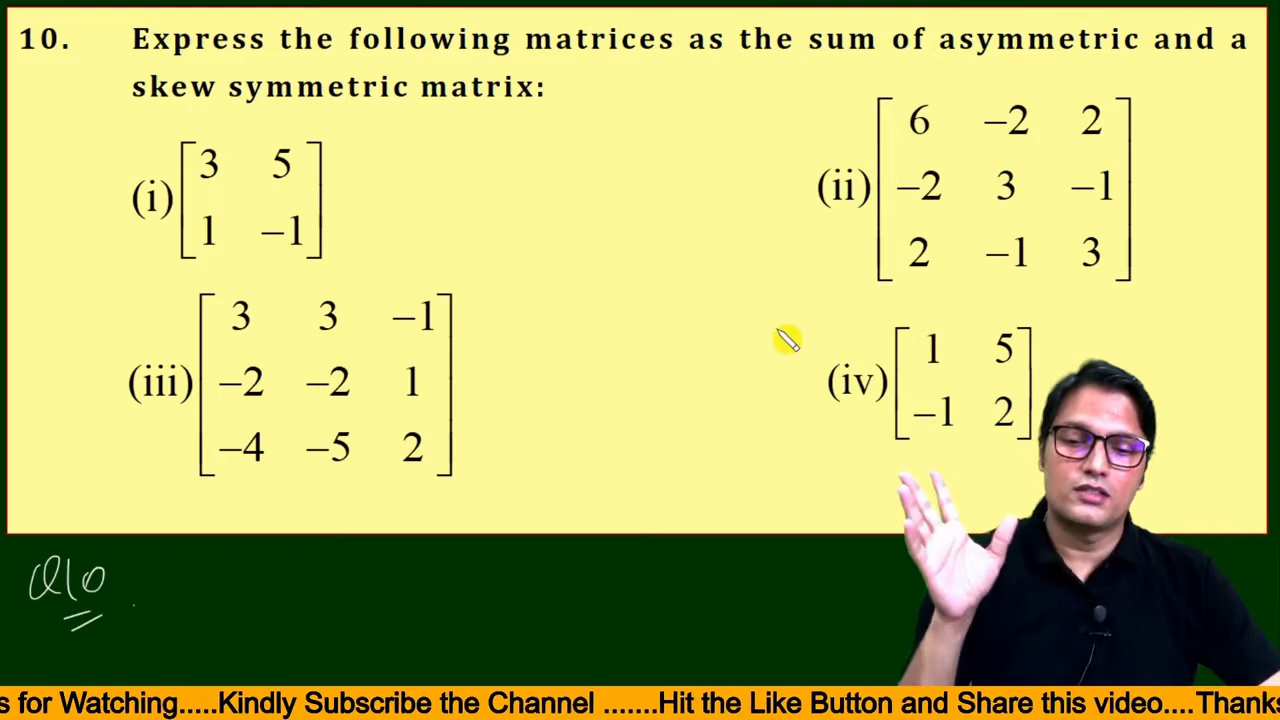 10. Express the following matrices as the sum of asymmetric and a
skew symmetric matrix:
(i) [3 5
1 −1]
(ii) [6 −2 2
−2 3 −1
2 −1 3]
(iii) [3 3 −1
−2 −2 1
−4 −5 2]
(iv) [1 5
−1 2]
Q10
s for Watching.....Kindly Subscribe the Channel .......Hit the Like Button and Share this video....Thanks